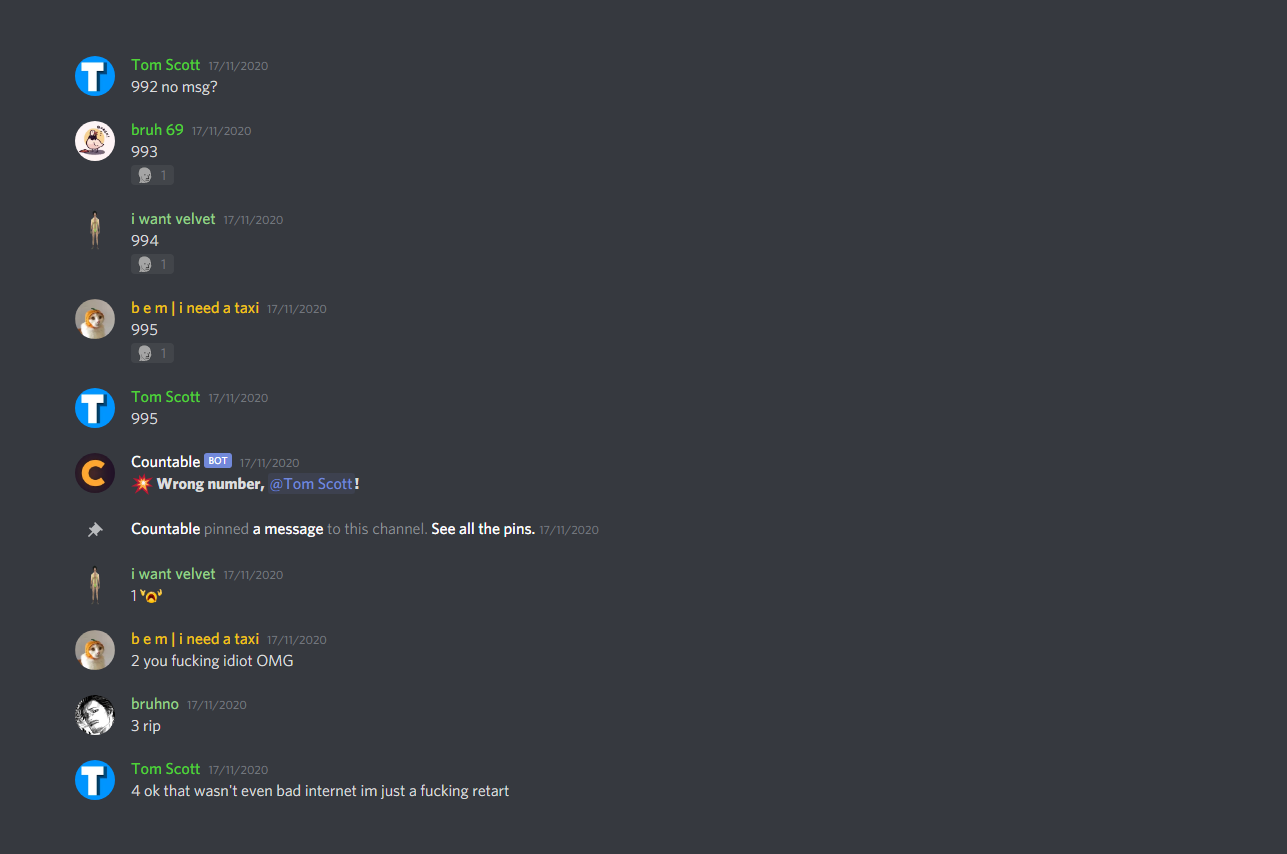 Tom Scott 17/11/2020
992 no msg?
bruh 69 17/11/2020
993
1
i want velvet 17/11/2020
994
1
b e m | i need a taxi 17/11/2020
995
1
Tom Scott 17/11/2020
995
Countable BOT 17/11/2020
💥 Wrong number, @Tom Scott!
Countable pinned a message to this channel. See all the pins. 17/11/2020
i want velvet 17/11/2020
1
b e m | i need a taxi 17/11/2020
2 you fucking idiot OMG
bruhno 17/11/2020
3 rip
Tom Scott 17/11/2020
4 ok that wasn't even bad internet im just a fucking retart